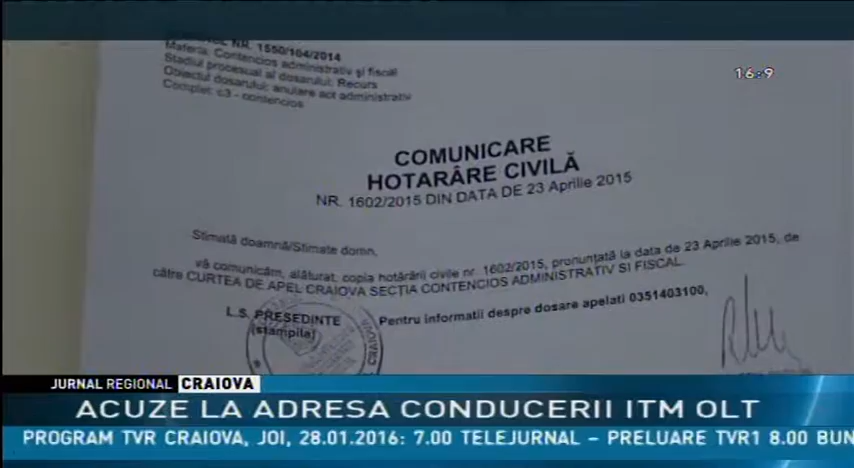 NR. 1550/104/2014
Materia: Contencios administrativ şi fiscal
Stadiul procesual al dosarului: Recurs
Obiectul dosarului: anulare act administrativ
Complet: c3 - contencios
16:9
COMUNICARE
HOTARÂRE CIVILĂ
NR. 1602/2015 DIN DATA DE 23 Aprilie 2015
Stimată doamnă/Stimate domn,
vă comunicăm, alăturat, copia hotărârii civile nr. 1602/2015, pronunţată la data de 23 Aprilie 2015, de
către CURTEA DE APEL CRAIOVA SECŢIA CONTENCIOS ADMINISTRATIV SI FISCAL.
L.S. PRESEDINTE
(stampila)
Pentru informatii despre dosare apelati 0351403100,
CRAIOVA
JURNAL REGIONAL CRAIOVA
ACUZE LA ADRESA CONDUCERII ITM OLT
PROGRAM TVR CRAIOVA, JOI, 28.01.2016: 7.00 TELEJURNAL – PRELUARE TVR1 8.00 BUN